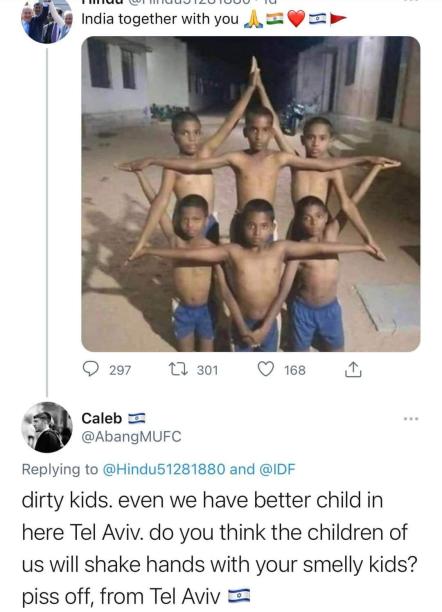 India together with you 🙏🇮🇳❤️🇮🇱🚩
297 301 168
Caleb 🇮🇱
@AbangMUFC
Replying to @Hindu51281880 and @IDF
dirty kids. even we have better child in
here Tel Aviv. do you think the children of
us will shake hands with your smelly kids?
piss off, from Tel Aviv 🇮🇱